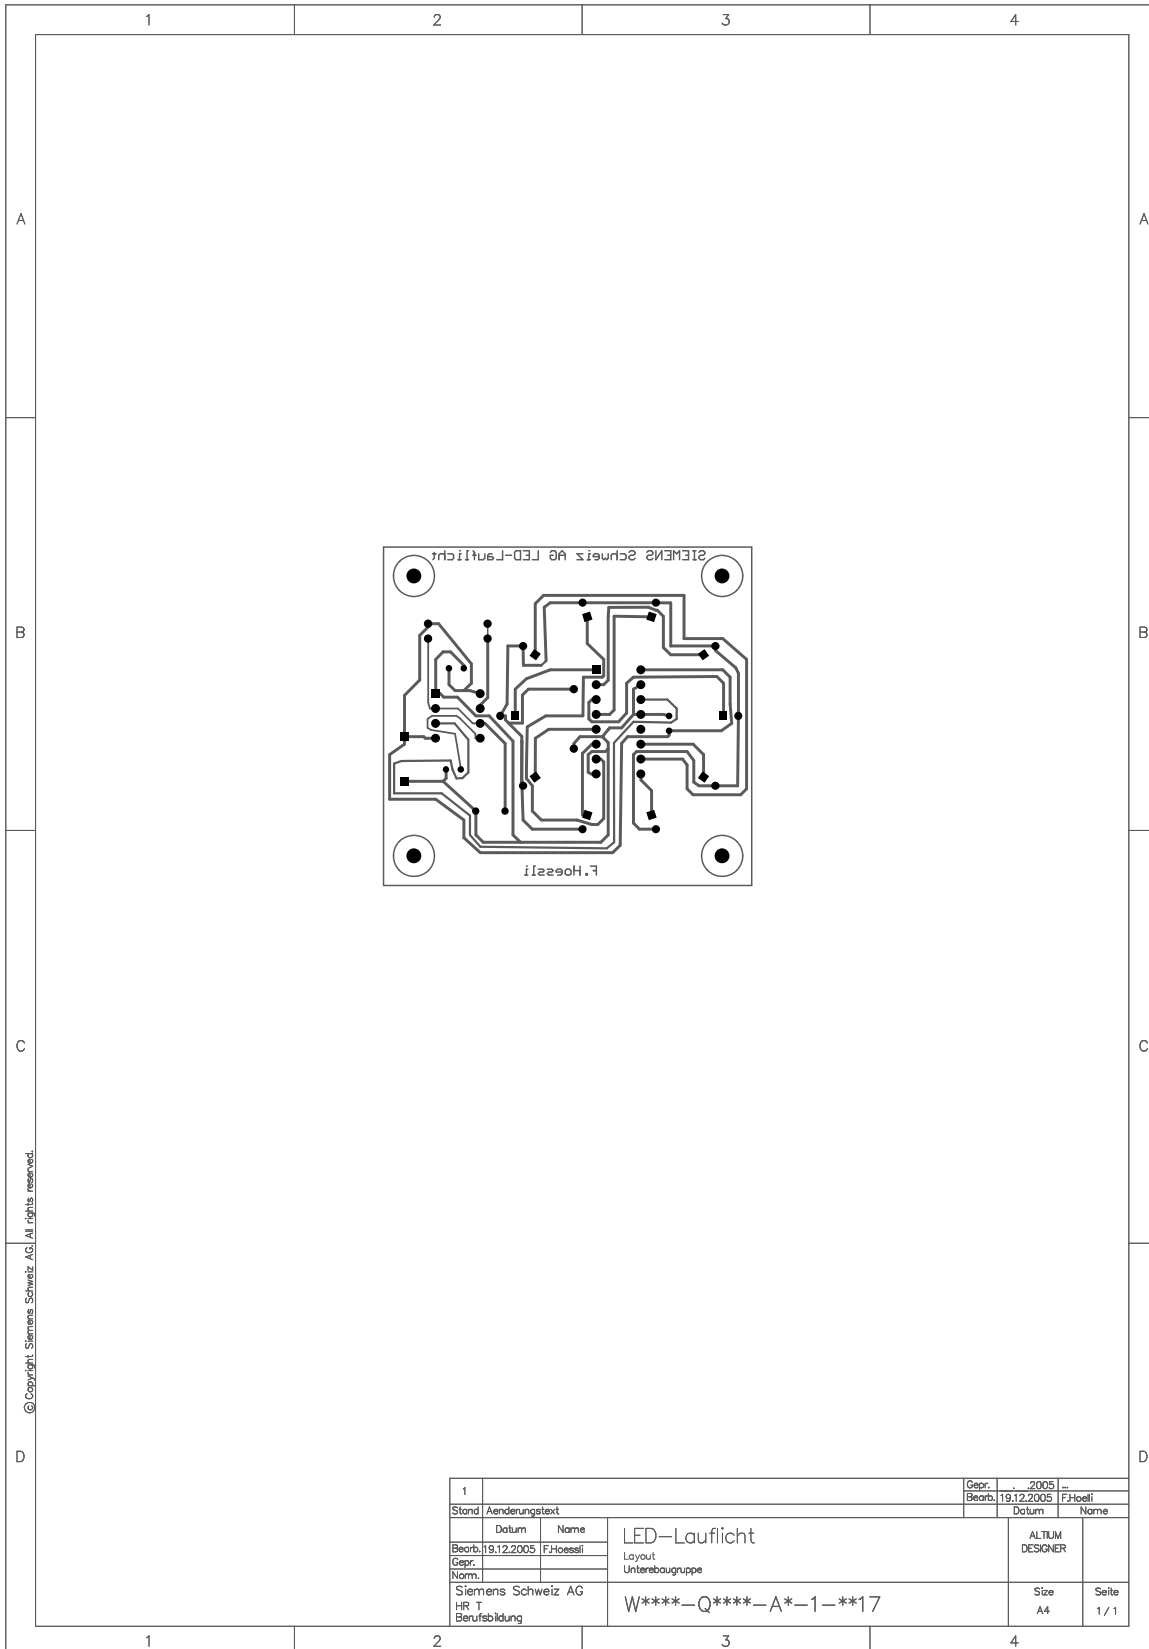 1 2 3 4
A A
SIEMENS Schweiz AG LED-Lauflicht
B B
F.Hoessli
C C
© Copyright Siemens Schweiz AG. All rights reserved.
D D
1 Gepr. . .2005 ...
Bearb. 19.12.2005 F.Hoelli
Stand Aenderungstext Datum Name
Datum Name
LED-Lauflicht
ALTIUM
DESIGNER
Bearb. 19.12.2005 F.Hoessli
Layout
Gepr.
Unterebaugruppe
Norm.
Siemens Schweiz AG
HR T
Berufsbildung
W****-Q****-A*-1-**17
Size
A4
Seite
1/1
1 2 3 4